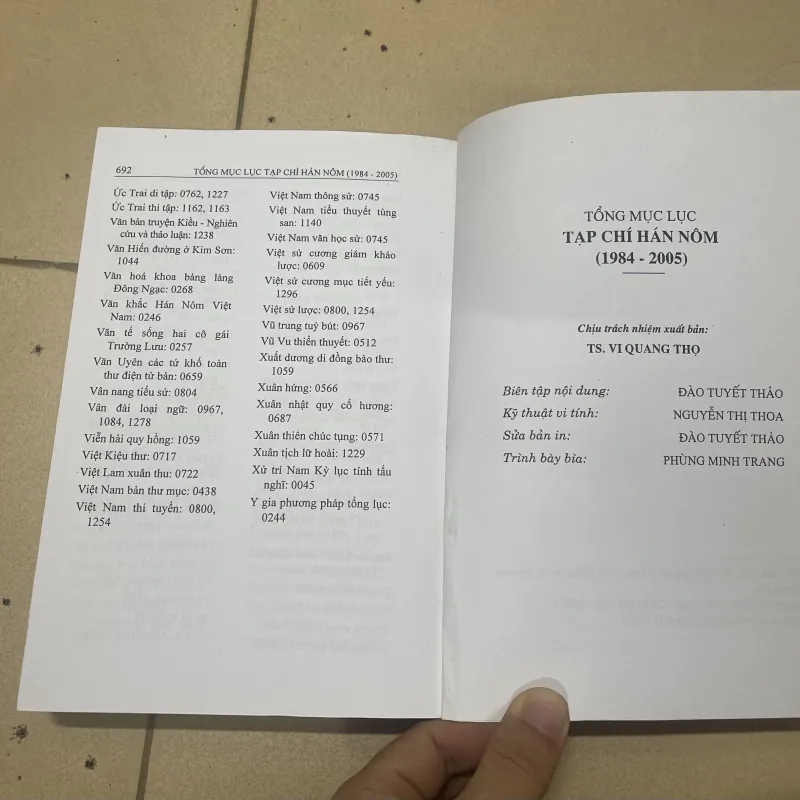 692
TỔNG MỤC LỤC TẠP CHÍ HÁN NÔM (1984 - 2005)
Ức Trai di tập: 0762, 1227
Ức Trai thi tập: 1162, 1163
Văn bản truyện Kiều - Nghiên
cứu và thảo luận: 1238
Văn Hiến đường ở Kim Sơn:
1044
Văn hoá khoa bảng làng
Đông Ngạc: 0268
Văn khắc Hán Nôm Việt
Nam: 0246
Văn tế sống hai cô gái
Trường Lưu: 0257
Văn Uyên các tứ khố toàn
thư điện tử bản: 0659
Vân nang tiểu sử: 0804
Vân đài loại ngữ: 0967,
1084, 1278
Viễn hải quy hồng: 1059
Việt Kiệu thư: 0717
Việt Lam xuân thu: 0722
Việt Nam bản thư mục: 0438
Việt Nam thi tuyển: 0800,
1254
Việt Nam thông sử: 0745
Việt Nam tiểu thuyết tùng
san: 1140
Việt Nam văn học sử: 0745
Việt sử cương giám khảo
lược: 0609
Việt sử cương mục tiết yếu:
1296
Việt sử lược: 0800, 1254
Vũ trung tuỳ bút: 0967
Vũ Vu thiển thuyết: 0512
Xuất dương di đồng bào thư:
1059
Xuân hứng: 0566
Xuân nhật quy cố hương:
0687
Xuân thiên chúc tụng: 0571
Xuân tịch lữ hoài: 1229
Xử trí Nam Kỳ lục tỉnh tấu
nghĩ: 0045
Y gia phương pháp tổng lục:
0244
TỔNG MỤC LỤC
TẠP CHÍ HÁN NÔM
(1984 - 2005)
Chịu trách nhiệm xuất bản:
TS. VI QUANG THỌ
Biên tập nội dung: ĐÀO TUYẾT THẢO
Kỹ thuật vi tính: NGUYỄN THỊ THOA
Sửa bản in: ĐÀO TUYẾT THẢO
Trình bày bìa: PHÙNG MINH TRANG